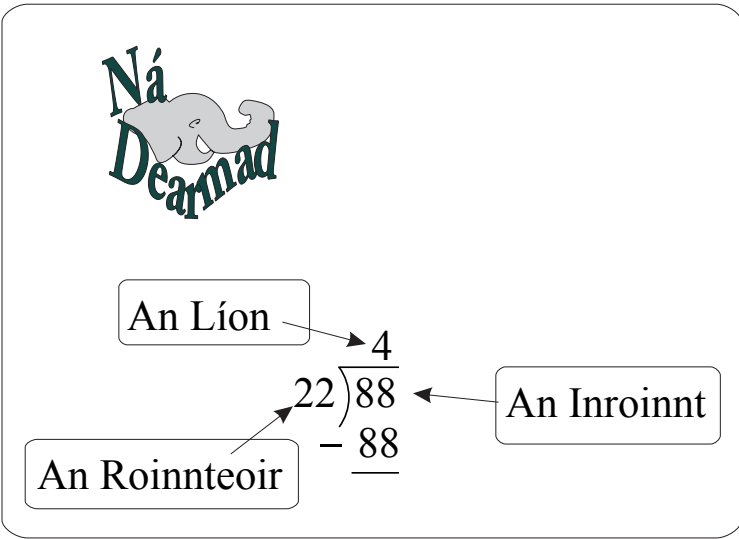 Ná
Dearmad
An Líon
4
22)88
An Inroinnt
– 88
An Roinnteoir